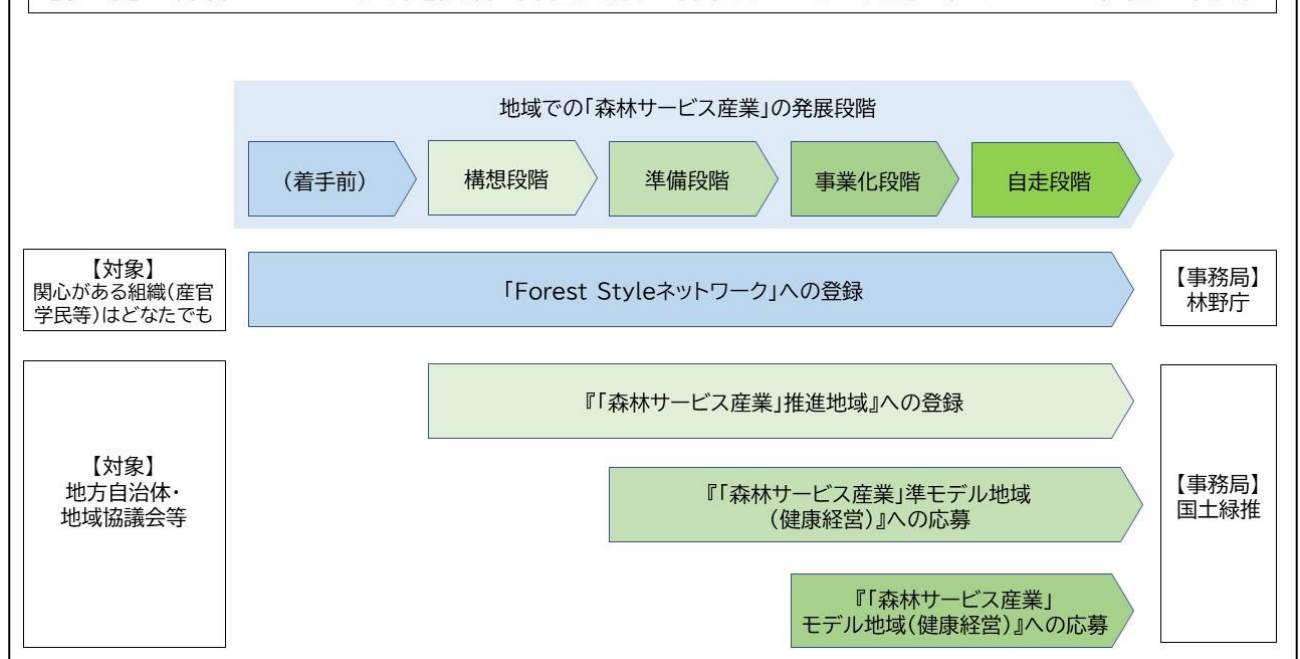 地域での「森林サービス産業」の発展段階
(着手前)
構想段階
準備段階
事業化段階
自走段階
【対象】
関心がある組織(産官
学民等)はどなたでも
「Forest Styleネットワーク」への登録
【事務局】
林野庁
【対象】
地方自治体・
地域協議会等
『「森林サービス産業」推進地域』への登録
『「森林サービス産業」準モデル地域
(健康経営)』への応募
『「森林サービス産業」
モデル地域(健康経営)』への応募
【事務局】
国土緑推